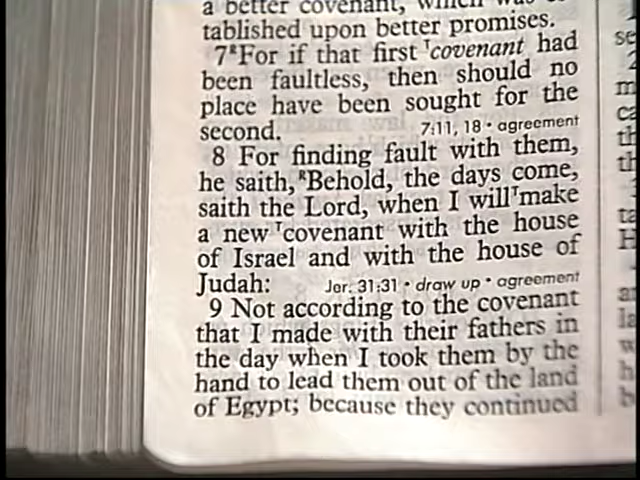 a better covenant, which was es-
tablished upon better promises.
7 ᴿFor if that first ᵀcovenant had
been faultless, then should no
place have been sought for the
second. 7:11, 18 • agreement
8 For finding fault with them,
he saith, ᴿBehold, the days come,
saith the Lord, when I will ᵀmake
a new ᵀcovenant with the house
of Israel and with the house of
Judah: Jer. 31:31 • draw up • agreement
9 Not according to the covenant
that I made with their fathers in
the day when I took them by the
hand to lead them out of the land
of Egypt; because they continued